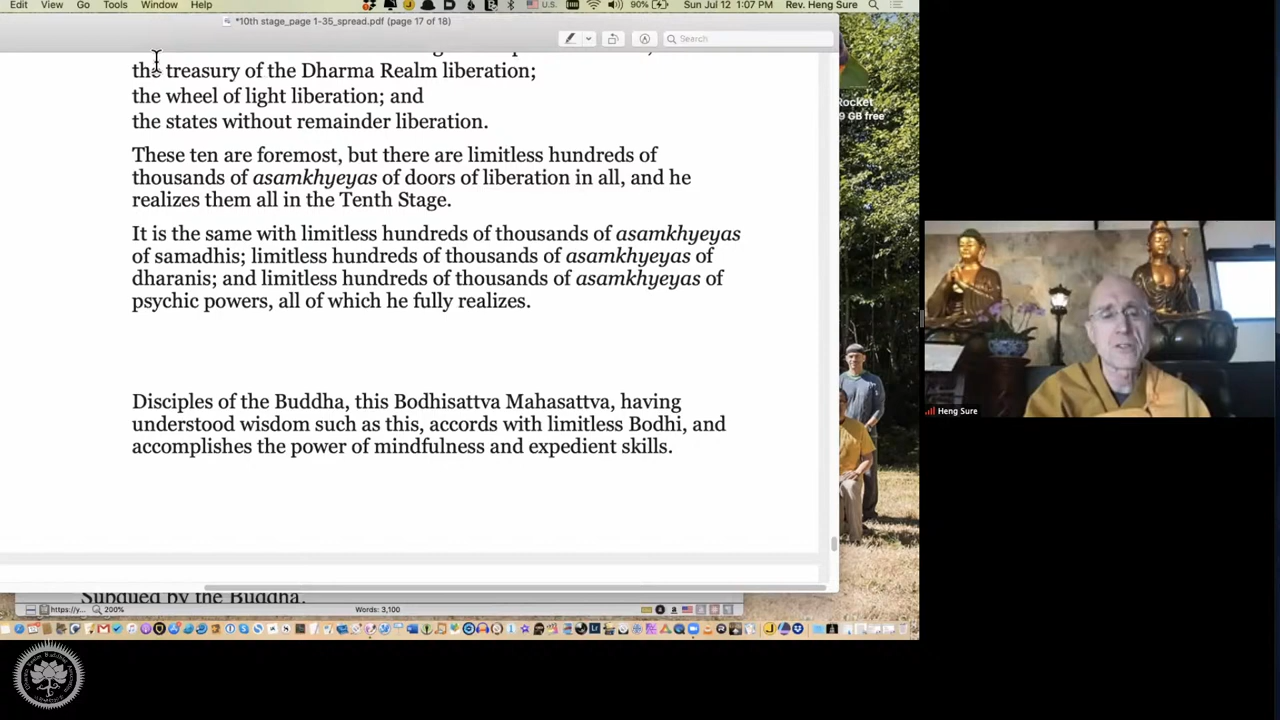 Edit View Go Tools Window Help U.S. 90% Sun Jul 12 1:07 PM Rev. Heng Sure
*10th stage_page 1-35_spread.pdf (page 17 of 18)
Search
the treasury of the Dharma Realm liberation;
the wheel of light liberation; and
the states without remainder liberation.
These ten are foremost, but there are limitless hundreds of
thousands of asamkhyeyas of doors of liberation in all, and he
realizes them all in the Tenth Stage.
It is the same with limitless hundreds of thousands of asamkhyeyas
of samadhis; limitless hundreds of thousands of asamkhyeyas of
dharanis; and limitless hundreds of thousands of asamkhyeyas of
psychic powers, all of which he fully realizes.
Disciples of the Buddha, this Bodhisattva Mahasattva, having
understood wisdom such as this, accords with limitless Bodhi, and
accomplishes the power of mindfulness and expedient skills.
Subdued by the Buddha.
https://y... 200% Words: 3,100
Rocket
9 GB free
Heng Sure